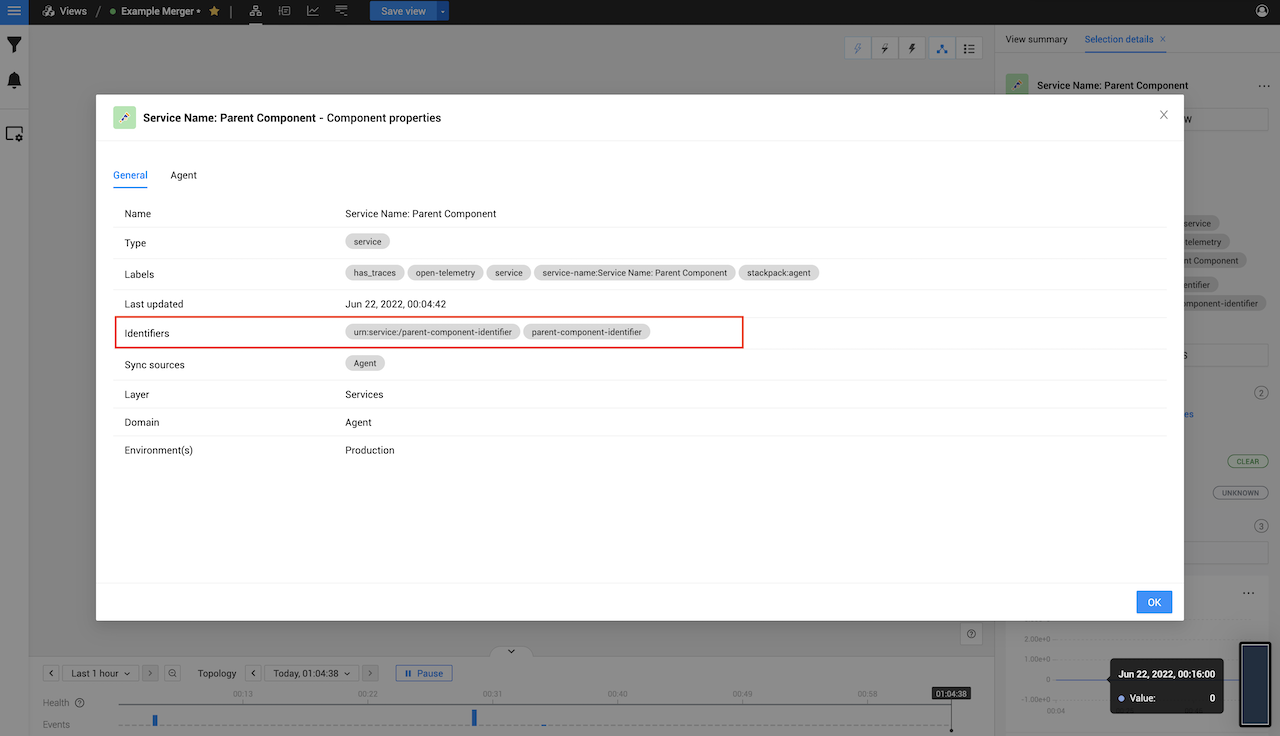 Views / Example Merger • Save view
View summary Selection details ×
Service Name: Parent Component
W
Service Name: Parent Component - Component properties
General Agent
Name Service Name: Parent Component
Type service
Labels has_traces open-telemetry service service-name:Service Name: Parent Component stackpack:agent
Last updated Jun 22, 2022, 00:04:42
Identifiers urn:service:/parent-component-identifier parent-component-identifier
Sync sources Agent
Layer Services
Domain Agent
Environment(s) Production
OK
service
telemetry
nt Component
entifier
mponent-identifier
S
2
es
CLEAR
UNKNOWN
3
2.00e+0
1.00e+0
0
-1.00e+0
00:04
Jun 22, 2022, 00:16:00
Value: 0
Last 1 hour Topology Today, 01:04:38 Pause
00:13 00:22 00:31 00:40 00:49 00:58 01:04:38
Health
Events